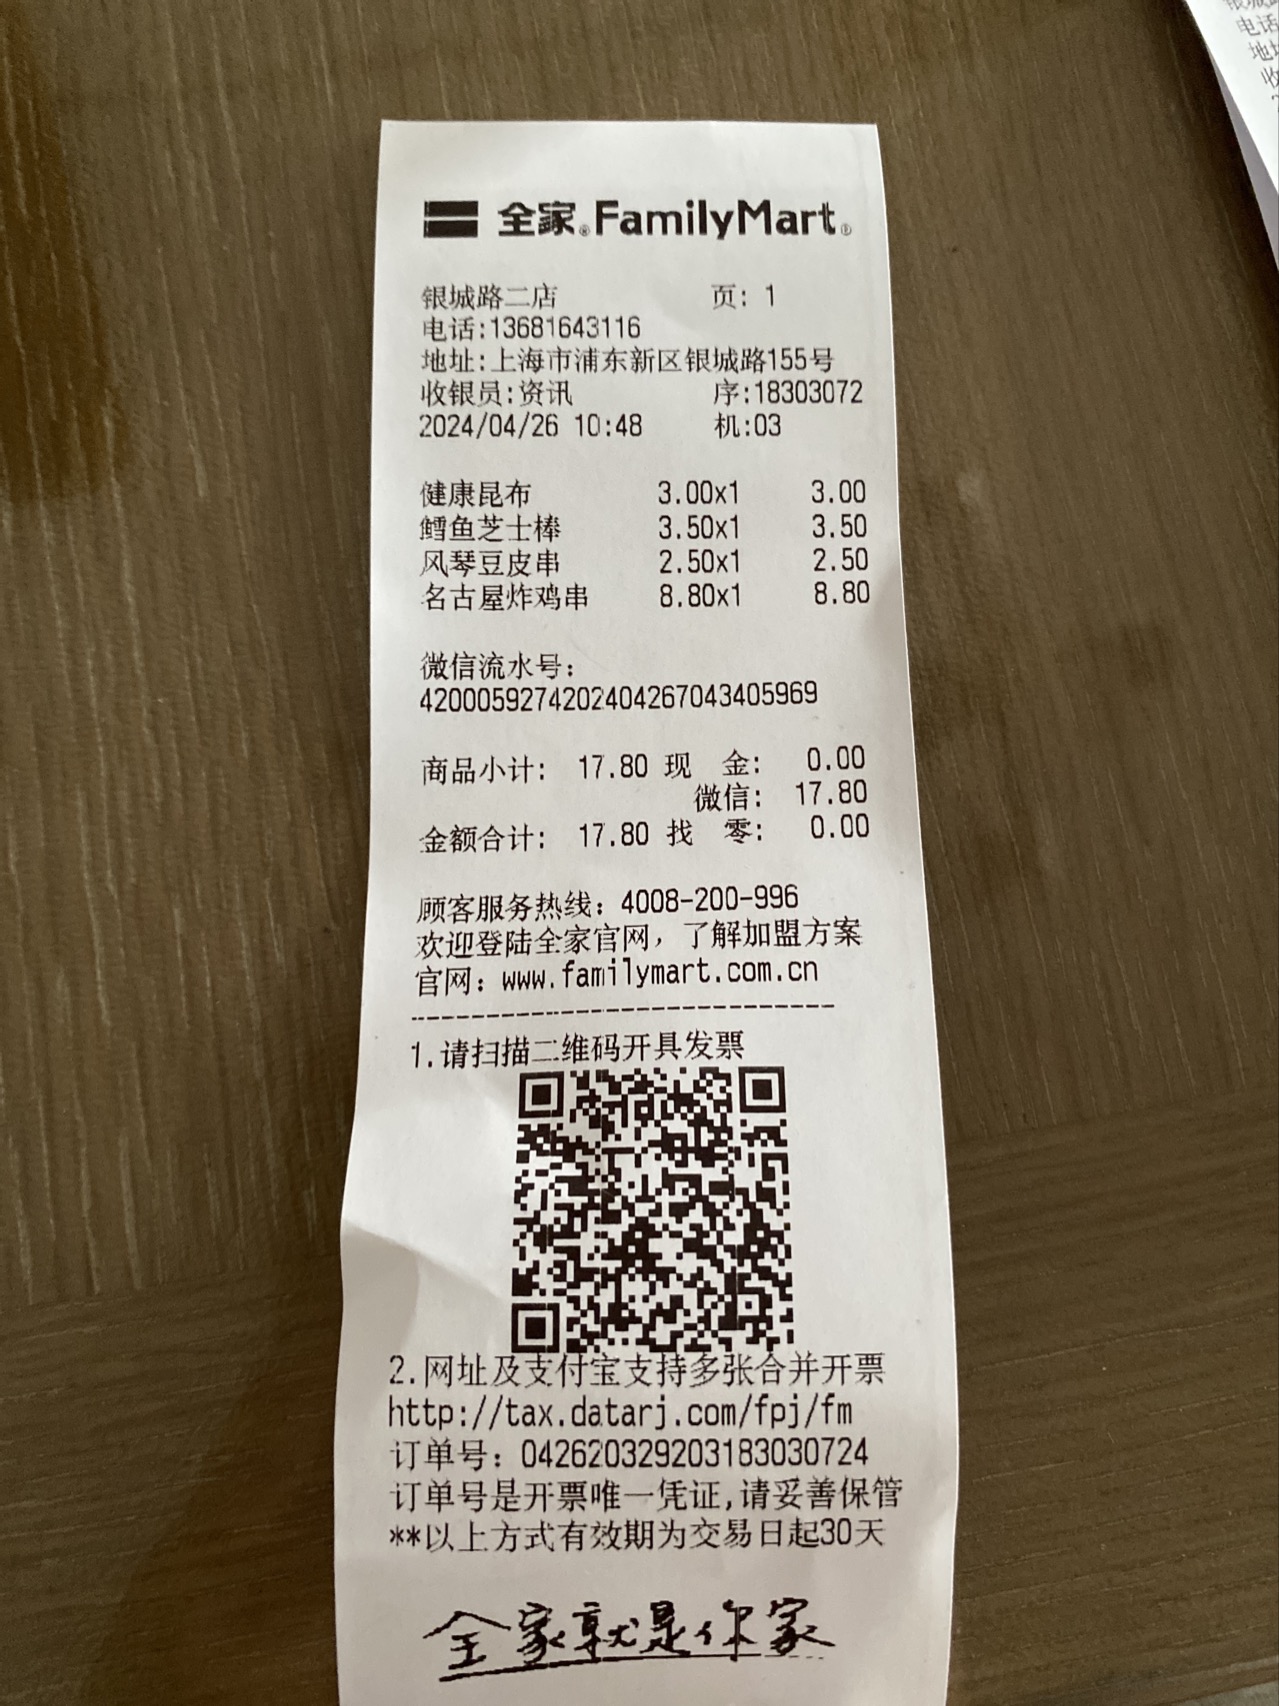 全家®FamilyMart®
银城路二店 页: 1
电话:13681643116
地址:上海市浦东新区银城路155号
收银员:资讯 序:18303072
2024/04/26 10:48 机:03
健康昆布 3.00x1 3.00
鳕鱼芝士棒 3.50x1 3.50
风琴豆皮串 2.50x1 2.50
名古屋炸鸡串 8.80x1 8.80
微信流水号:
4200059274202404267043405969
商品小计: 17.80 现 金: 0.00
微信: 17.80
金额合计: 17.80 找 零: 0.00
顾客服务热线: 4008-200-996
欢迎登陆全家官网,了解加盟方案
官网: www.familymart.com.cn
1.请扫描二维码开具发票
2.网址及支付宝支持多张合并开票
http://tax.datarj.com/fpj/fm
订单号: 0426203292031830307​24
订单号是开票唯一凭证,请妥善保管
**以上方式有效期为交易日起30天
全家就是你家
电话
地
收